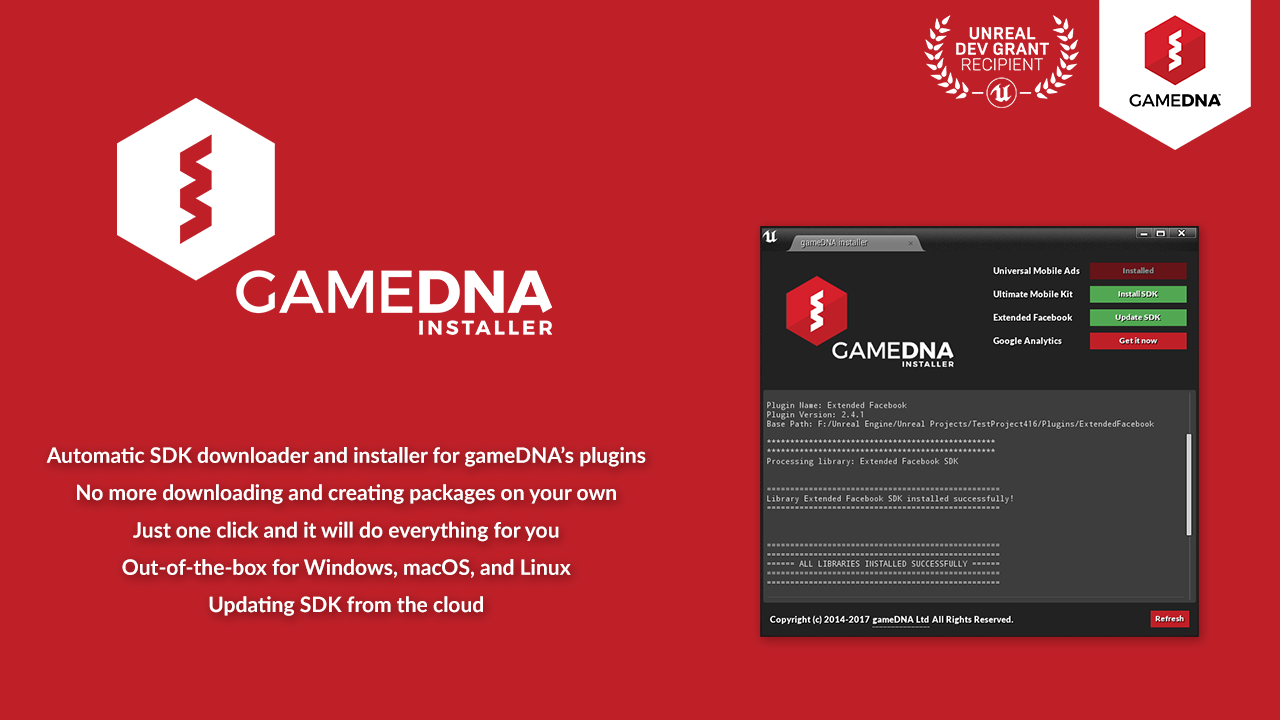 UNREAL
DEV GRANT
RECIPIENT
GAMEDNA™
GAMEDNA
INSTALLER
Automatic SDK downloader and installer for gameDNA's plugins
No more downloading and creating packages on your own
Just one click and it will do everything for you
Out-of-the-box for Windows, macOS, and Linux
Updating SDK from the cloud
gameDNA installer
Universal Mobile Ads Installed
Ultimate Mobile Kit Install SDK
Extended Facebook Update SDK
Google Analytics Get it now
GAMEDNA
INSTALLER
Plugin Name: Extended Facebook
Plugin Version: 2.4.1
Base Path: F:/Unreal Engine/Unreal Projects/TestProject416/Plugins/ExtendedFacebook
*************************************************
*************************************************
Processing library: Extended Facebook SDK
==================================================
Library Extended Facebook SDK installed successfully!
==================================================
==================================================
==================================================
====== ALL LIBRARIES INSTALLED SUCCESSFULLY ======
==================================================
==================================================
Copyright (c) 2014-2017 gameDNA Ltd All Rights Reserved.
Refresh